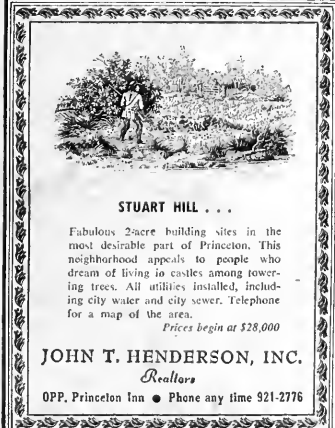 STUART HILL . . .
Fabulous 2-acre building sites in the
most desirable part of Princeton. This
neighborhood appeals to people who
dream of living in castles among tower-
ing trees. All utilities installed, includ-
ing city water and city sewer. Telephone
for a map of the area.
Prices begin at $28,000
JOHN T. HENDERSON, INC.
Realtors
OPP. Princeton Inn ● Phone any time 921-2776